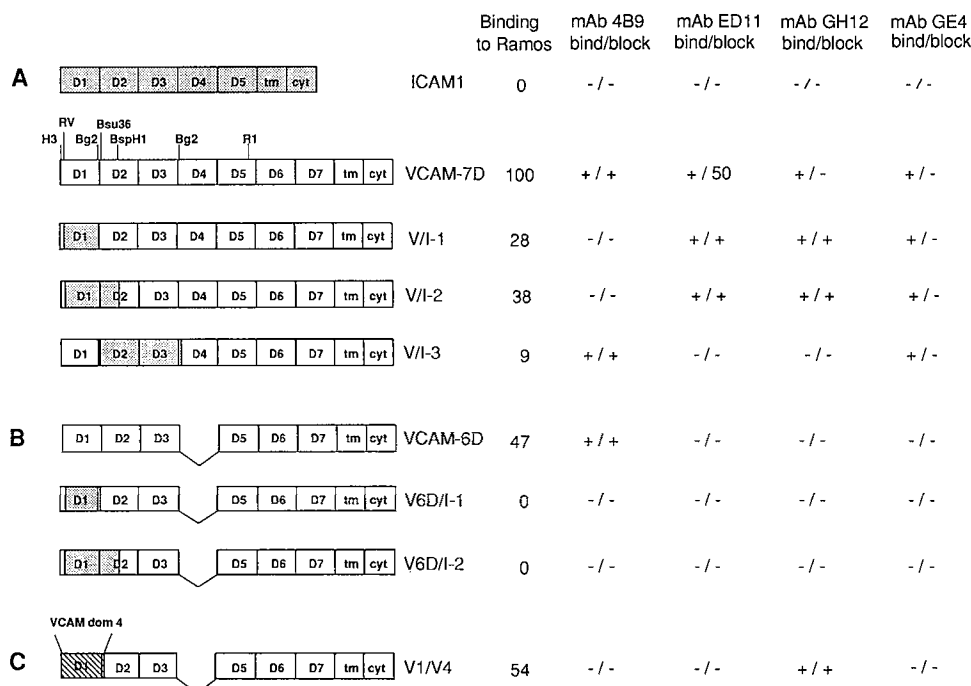 Binding to Ramos mAb 4B9 bind/block mAb ED11 bind/block mAb GH12 bind/block mAb GE4 bind/block
A D1 D2 D3 D4 D5 tm cyt ICAM1 0 -/- -/- -/- -/-
RV Bsu36
H3 Bg2 BspH1 Bg2 R1
D1 D2 D3 D4 D5 D6 D7 tm cyt VCAM-7D 100 +/+ +/50 +/- +/-
D1 D2 D3 D4 D5 D6 D7 tm cyt V/I-1 28 -/- +/+ +/+ +/-
D1 D2 D3 D4 D5 D6 D7 tm cyt V/I-2 38 -/- +/+ +/+ +/-
D1 D2 D3 D4 D5 D6 D7 tm cyt V/I-3 9 +/+ -/- -/- +/-
B D1 D2 D3 D5 D6 D7 tm cyt VCAM-6D 47 +/+ -/- -/- -/-
D1 D2 D3 D5 D6 D7 tm cyt V6D/I-1 0 -/- -/- -/- -/-
D1 D2 D3 D5 D6 D7 tm cyt V6D/I-2 0 -/- -/- -/- -/-
VCAM dom 4
C D1 D2 D3 D5 D6 D7 tm cyt V1/V4 54 -/- -/- +/+ -/-